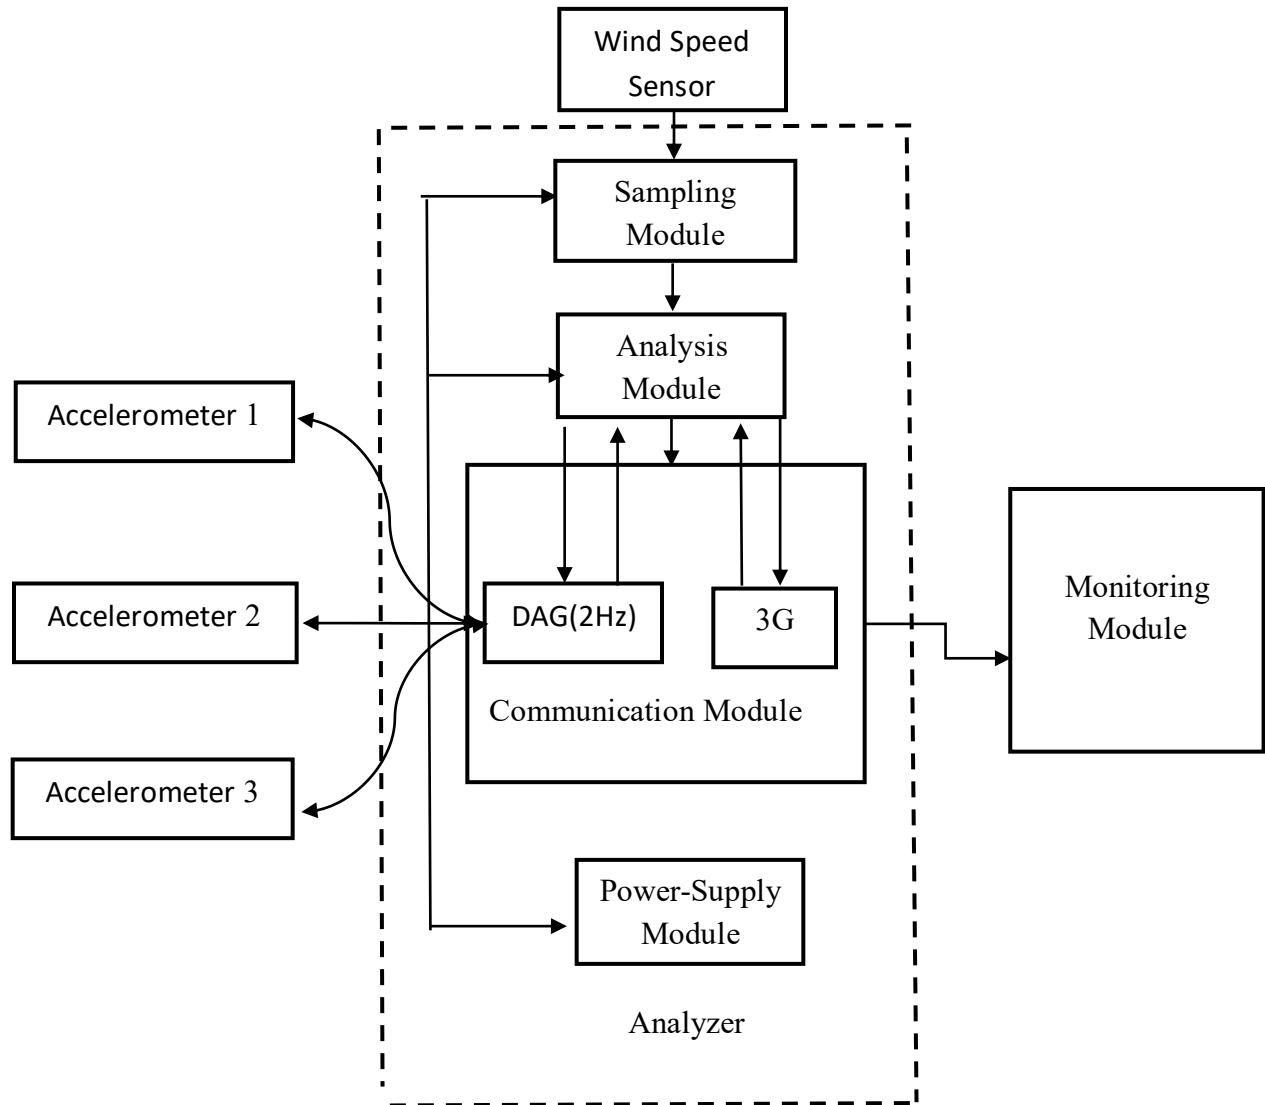 Wind Speed
Sensor
Sampling
Module
Analysis
Module
Accelerometer 1
Accelerometer 2
Accelerometer 3
DAG(2Hz)
3G
Communication Module
Monitoring
Module
Power-Supply
Module
Analyzer